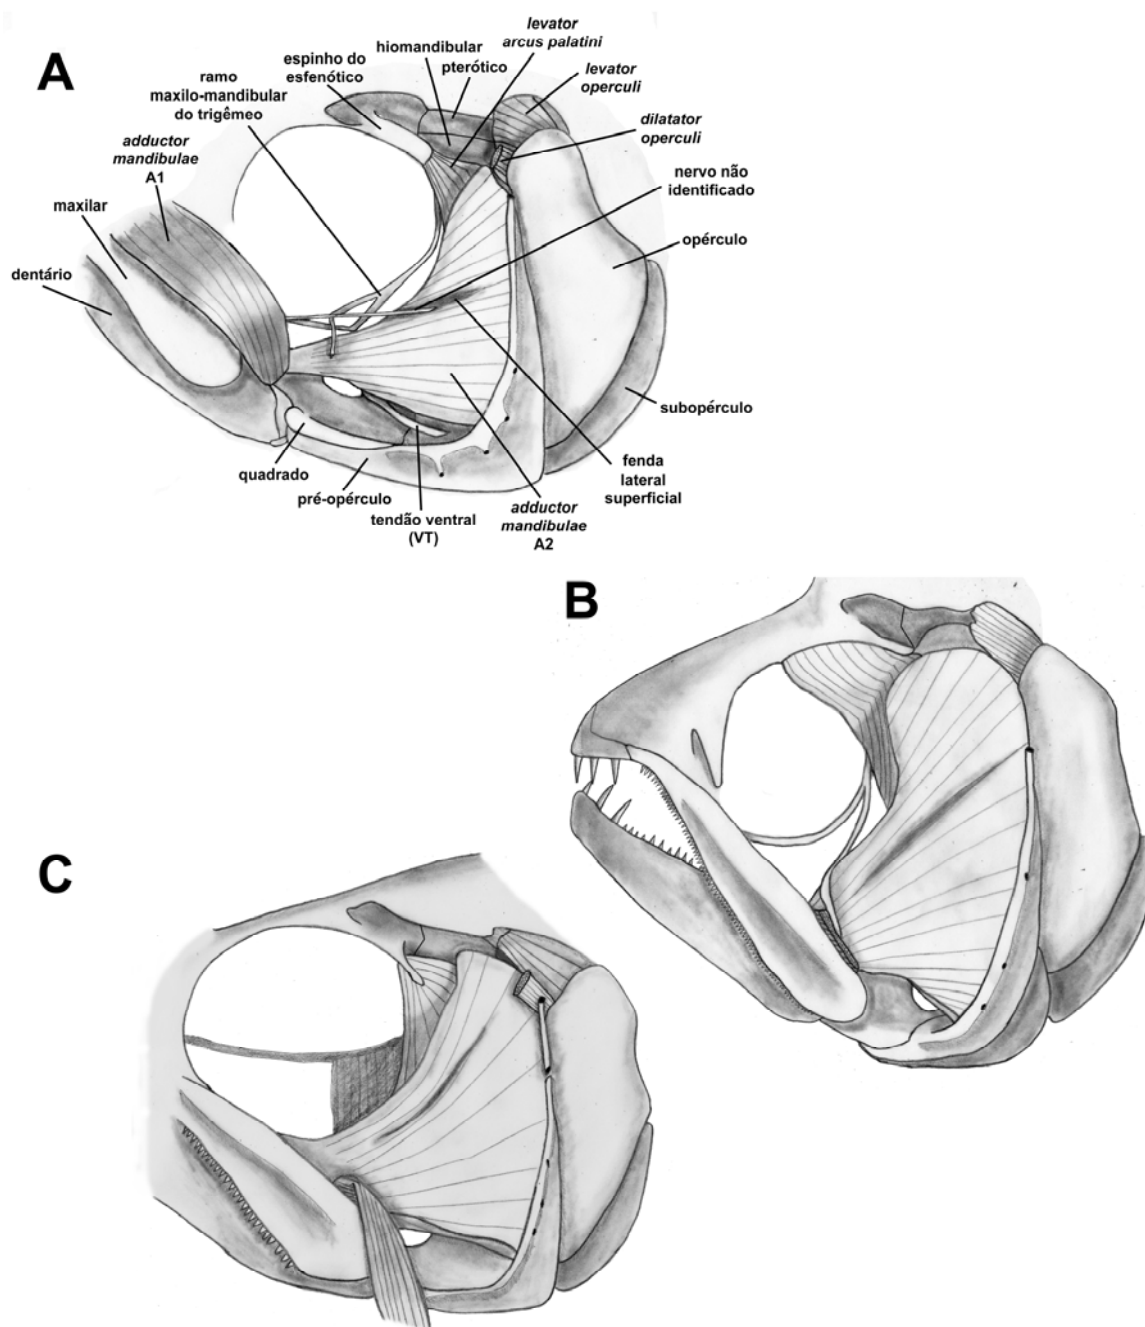 A
levator
arcus palatini
hiomandibular
pterótico
espinho do
esfenótico
levator
operculi
ramo
maxilo-mandibular
do trigêmeo
dilatator
operculi
adductor
mandibulae
A1
nervo não
identificado
maxilar
opérculo
dentário
subopérculo
quadrado
pré-opérculo
tendão ventral
(VT)
adductor
mandibulae
A2
fenda
lateral
superficial
B
C